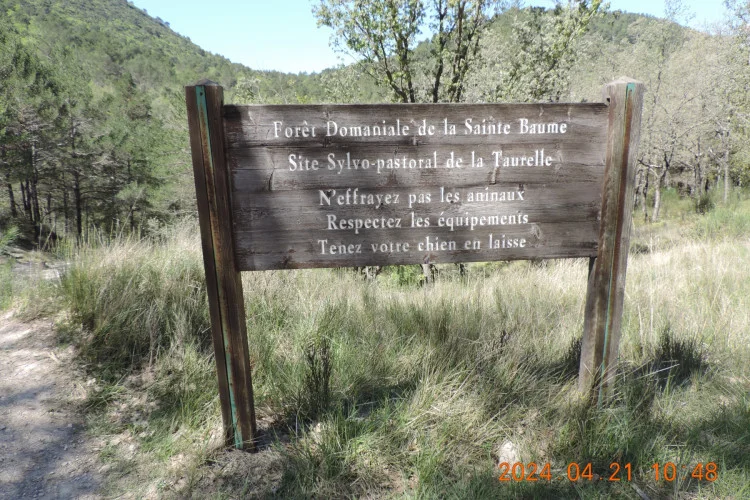 Forêt Domaniale de la Sainte Baume
Site Sylvo-pastoral de la Taurelle
N'effrayez pas les aninaux
Respectez les équipements
Tenez votre chien en laisse
2024 04 21 10:48